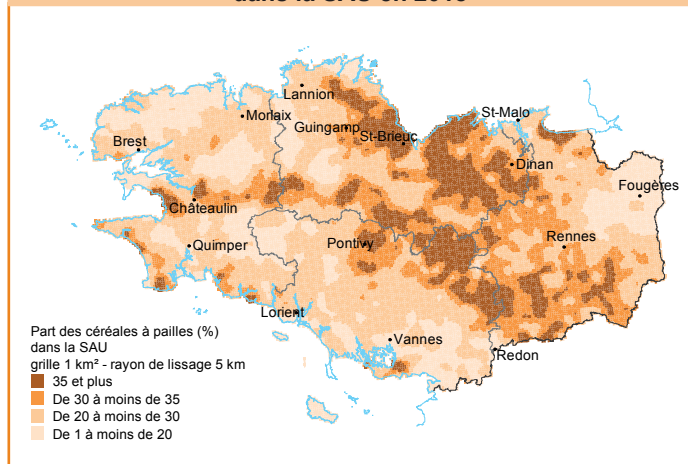 Lannion
Morlaix
St-Malo
Guingamp
St-Brieuc
Brest
Dinan
Fougères
Châteaulin
Rennes
Quimper
Pontivy
Lorient
Vannes
Redon
Part des céréales à pailles (%)
dans la SAU
grille 1 km² - rayon de lissage 5 km
35 et plus
De 30 à moins de 35
De 20 à moins de 30
De 1 à moins de 20